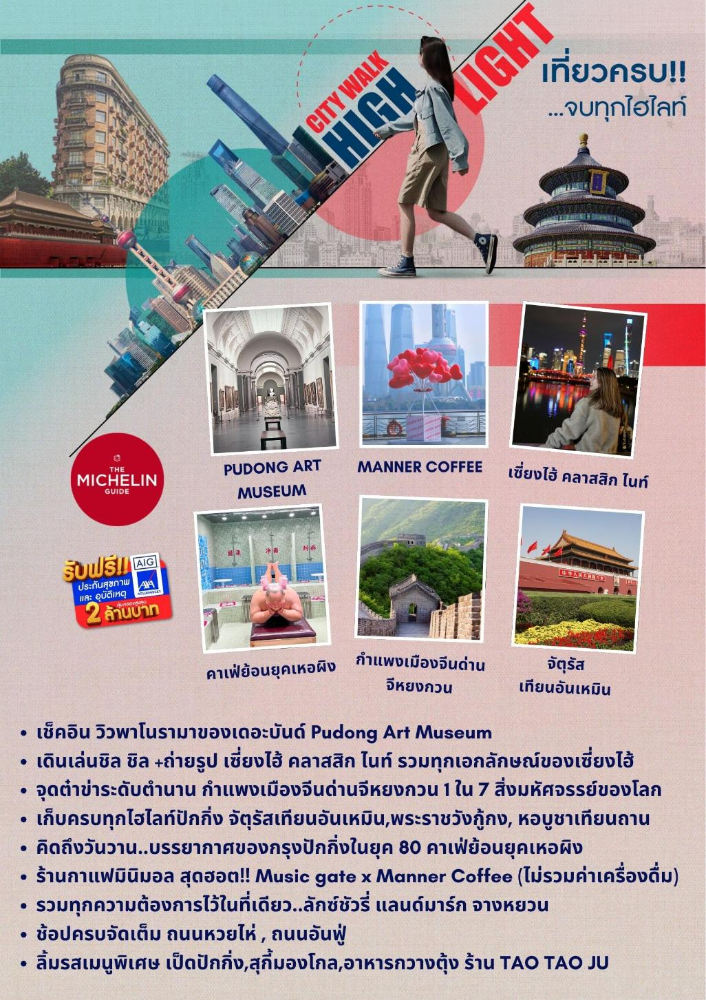 CITY WALK
HIGH
LIGHT
เที่ยวครบ!!
...จบทุกไฮไลท์
THE
MICHELIN
GUIDE
PUDONG ART
MUSEUM
MANNER COFFEE
เซี่ยงไฮ้ คลาสสิก ไนท์
รับฟรี!!
ประกันสุขภาพ
และ อุบัติเหตุ
คุ้มครองสูงสุด
2 ล้านบาท
AIG
AXA
ASSURANCES
搓澡
净面
刮痧
中华人民共和国万岁
คาเฟ่ย้อนยุคเหอผิง
กำแพงเมืองจีนด่าน
จีหยงกวน
จัตุรัส
เทียนอันเหมิน
• เช็คอิน วิวพาโนรามาของเดอะบันด์ Pudong Art Museum
• เดินเล่นชิล ชิล +ถ่ายรูป เซี่ยงไฮ้ คลาสสิก ไนท์ รวมทุกเอกลักษณ์ของเซี่ยงไฮ้
• จุดต๋าข่าระดับตำนาน กำแพงเมืองจีนด่านจีหยงกวน 1 ใน 7 สิ่งมหัศจรรย์ของโลก
• เก็บครบทุกไฮไลท์ปักกิ่ง จัตุรัสเทียนอันเหมิน,พระราชวังกู้กง, หอบูชาเทียนถาน
• คิดถึงวันวาน..บรรยากาศของกรุงปักกิ่งในยุค 80 คาเฟ่ย้อนยุคเหอผิง
• ร้านกาแฟมินิมอล สุดฮอต!! Music gate x Manner Coffee (ไม่รวมค่าเครื่องดื่ม)
• รวมทุกความต้องการไว้ในที่เดียว..ลักซ์ชัวรี่ แลนด์มาร์ก จางหยวน
• ช้อปครบจัดเต็ม ถนนหวยไห่ , ถนนอันฟู่
• ลิ้มรสเมนูพิเศษ เป็ดปักกิ่ง,สุกี้มองโกล,อาหารกวางตุ้ง ร้าน TAO TAO JU